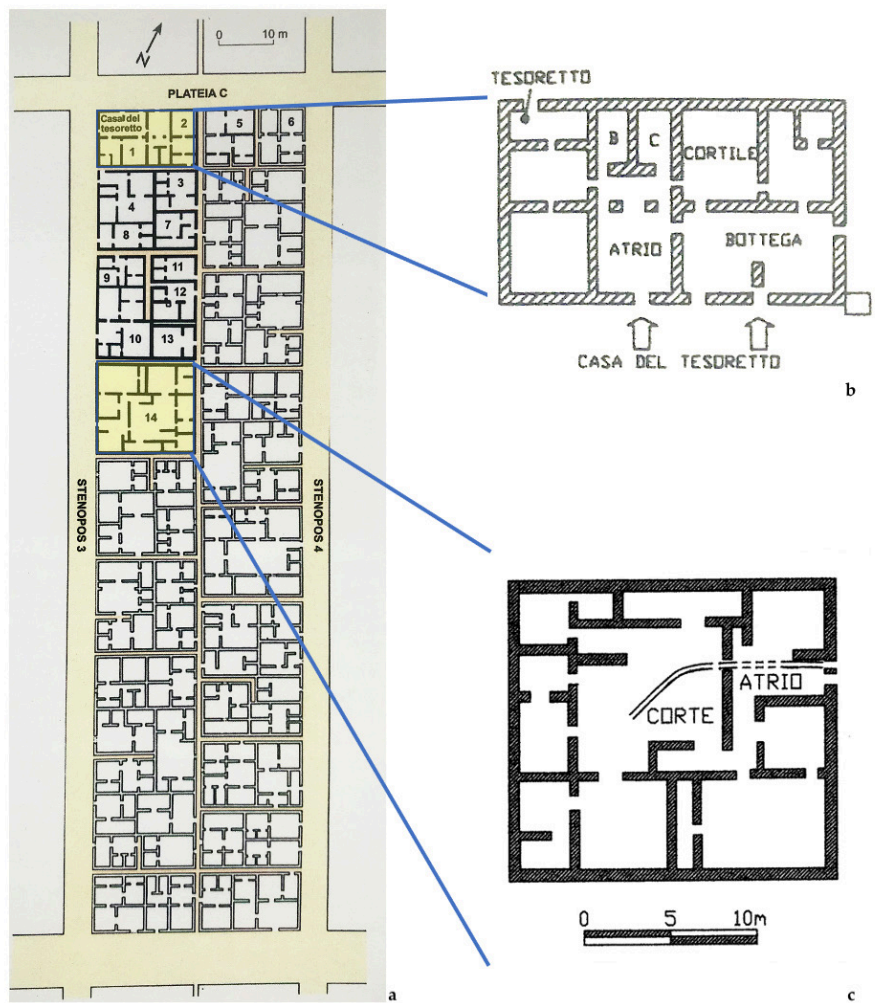 N
0 10 m
PLATEIA C
Casa del
tesoretto
1
2
5
6
3
4
8
7
9
11
12
10
13
14
STENOPOS 3
STENOPOS 4
a
TESORETTO
B
C
CORTILE
ATRIO
BOTTEGA
CASA DEL TESORETTO
b
ATRIO
CORTE
0 5 10m
c